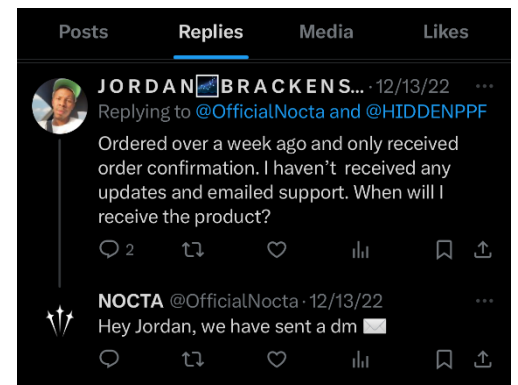 Posts Replies Media Likes
J O R D A N🌌B R A C K E N S... · 12/13/22
Replying to @OfficialNocta and @HIDDENPPF
Ordered over a week ago and only received
order confirmation. I haven’t received any
updates and emailed support. When will I
receive the product?
2
NOCTA @OfficialNocta · 12/13/22
Hey Jordan, we have sent a dm ✉️